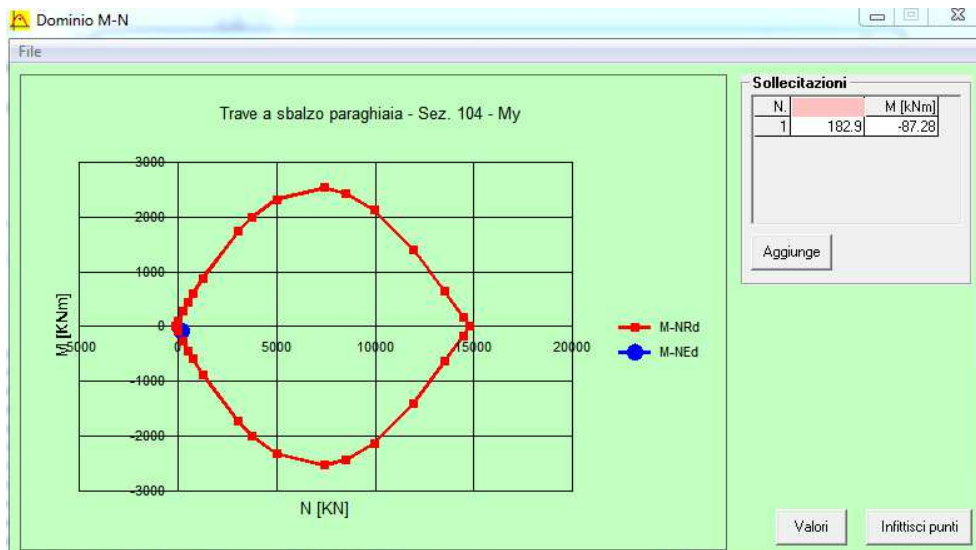 Dominio M-N
File
Trave a sbalzo paraghiaia - Sez. 104 - My
3000
2000
1000
0
-1000
-2000
-3000
M [KNm]
5000
0
5000
10000
15000
20000
N [KN]
M-NRd
M-NEd
Sollecitazioni
N. M [kNm]
1 182.9 -87.28
Aggiunge
Valori
Infittisci punti